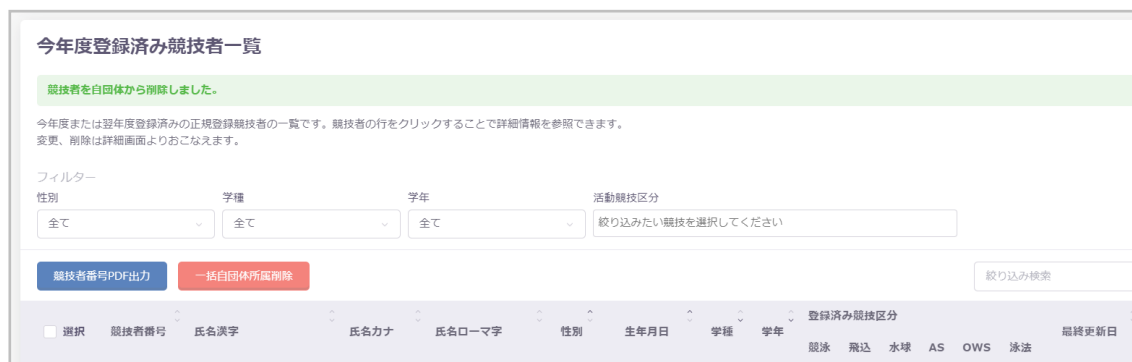 今年度登録済み競技者一覧
競技者を自団体から削除しました。
今年度または翌年度登録済みの正規登録競技者の一覧です。競技者の行をクリックすることで詳細情報を参照できます。
変更、削除は詳細画面よりおこなえます。
フィルター
性別 学種 学年 活動競技区分
全て 全て 全て 絞り込みたい競技を選択してください
競技者番号PDF出力 一括自団体所属削除 絞り込み検索
選択 競技者番号 氏名漢字 氏名カナ 氏名ローマ字 性別 生年月日 学種 学年 登録済み競技区分 最終更新日
競泳 飛込 水球 AS OWS 泳法